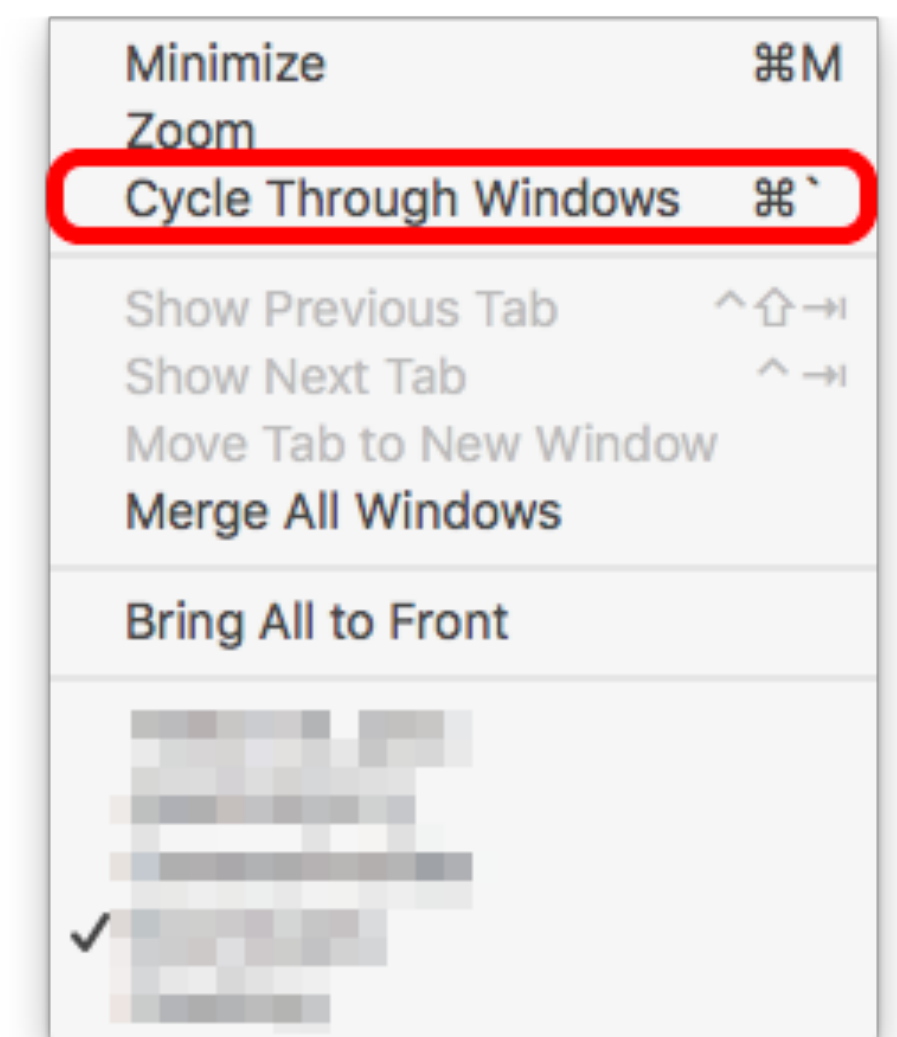 Minimize ⌘M
Zoom
Cycle Through Windows ⌘`
Show Previous Tab ^⇧⇥
Show Next Tab ^⇥
Move Tab to New Window
Merge All Windows
Bring All to Front
✓